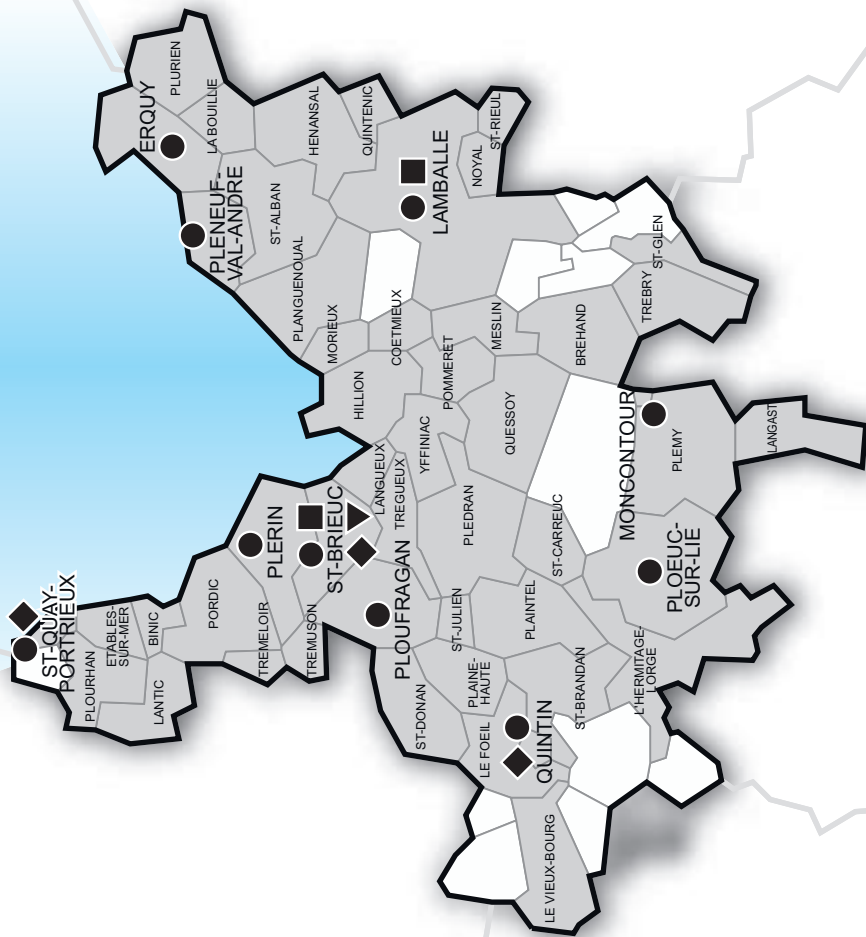 PLURIEN
ERQUY
LA BOUILLIE
PLENEUF-
VAL-ANDRE
HENANSAL
QUINTENIC
ST-ALBAN
ST-RIEUL
NOYAL
LAMBALLE
PLANGUENOUAL
MORIEUX
COETMIEUX
ST-GLEN
TREBRY
MESLIN
BREHAND
HILLION
POMMERET
QUESSOY
YFFINIAC
LANGUEUX
TREGUEUX
MONCONTOUR
PLEMY
LANGAST
PLERIN
ST-BRIEUC
PLEDRAN
ST-CARREUC
PLOEUC-
SUR-LIE
ST-QUAY-
PORTRIEUX
ETABLES-
SUR-MER
BINIC
PORDIC
TREMELOIR
TREMUSON
PLOUFRAGAN
ST-JULIEN
PLAINTEL
PLOURHAN
LANTIC
ST-DONAN
PLAINE-
HAUTE
ST-BRANDAN
L'HERMITAGE-
LORGE
LE FOEIL
QUINTIN
LE VIEUX-BOURG